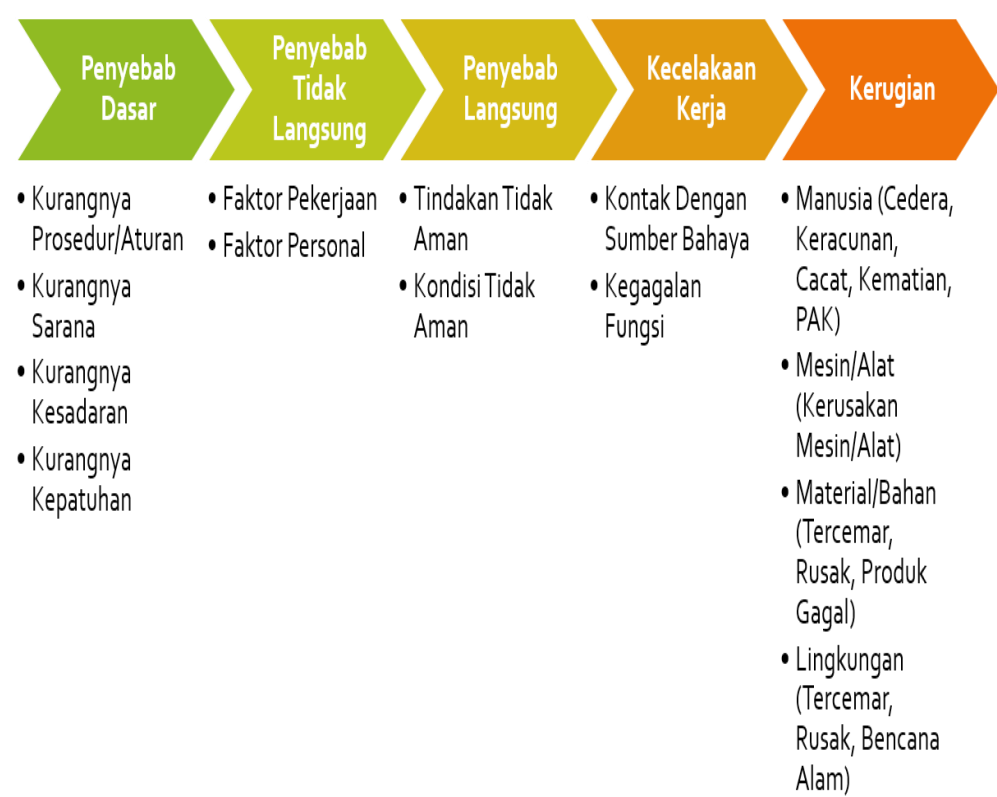 Penyebab
Dasar
Penyebab
Tidak
Langsung
Penyebab
Langsung
Kecelakaan
Kerja
Kerugian
• Kurangnya
Prosedur/Aturan
• Kurangnya
Sarana
• Kurangnya
Kesadaran
• Kurangnya
Kepatuhan
• Faktor Pekerjaan
• Faktor Personal
• Tindakan Tidak
Aman
• Kondisi Tidak
Aman
• Kontak Dengan
Sumber Bahaya
• Kegagalan
Fungsi
• Manusia (Cedera,
Keracunan,
Cacat, Kematian,
PAK)
• Mesin/Alat
(Kerusakan
Mesin/Alat)
• Material/Bahan
(Tercemar,
Rusak, Produk
Gagal)
• Lingkungan
(Tercemar,
Rusak, Bencana
Alam)